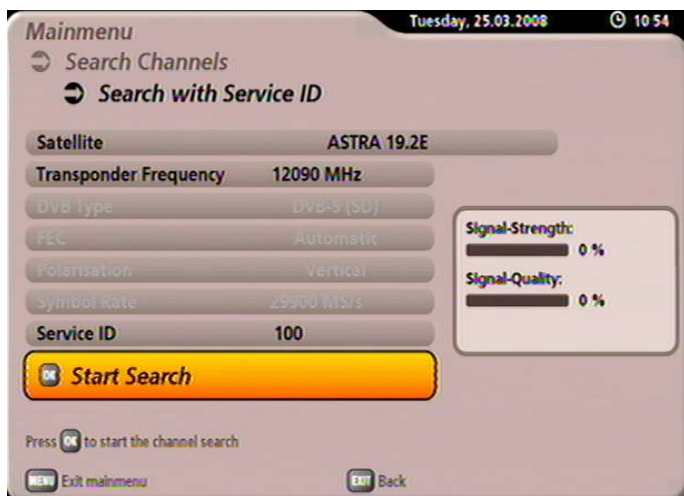 Mainmenu
Tuesday, 25.03.2008 10 54
Search Channels
Search with Service ID
Satellite ASTRA 19.2E
Transponder Frequency 12090 MHz
DVB Type DVB-S (SD)
FEC Automatic
Polarisation Vertical
Symbol Rate 29900 MS/s
Service ID 100
Signal-Strength:
0 %
Signal-Quality:
0 %
OK Start Search
Press OK to start the channel search
MENU Exit mainmenu EXIT Back